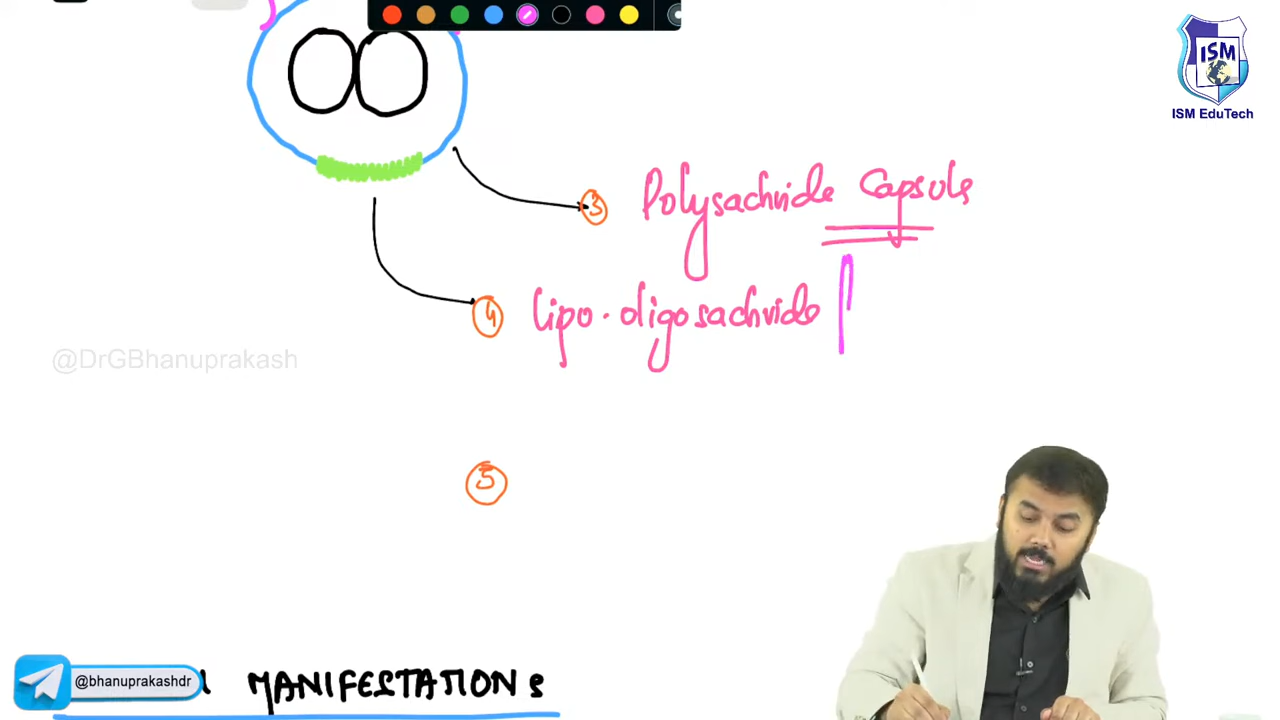 ISM
ISM EduTech
3 Polysachride Capsule
4 Lipo-oligosachride
@DrGBhanuprakash
5
@bhanuprakashdr
MANIFESTATIONS